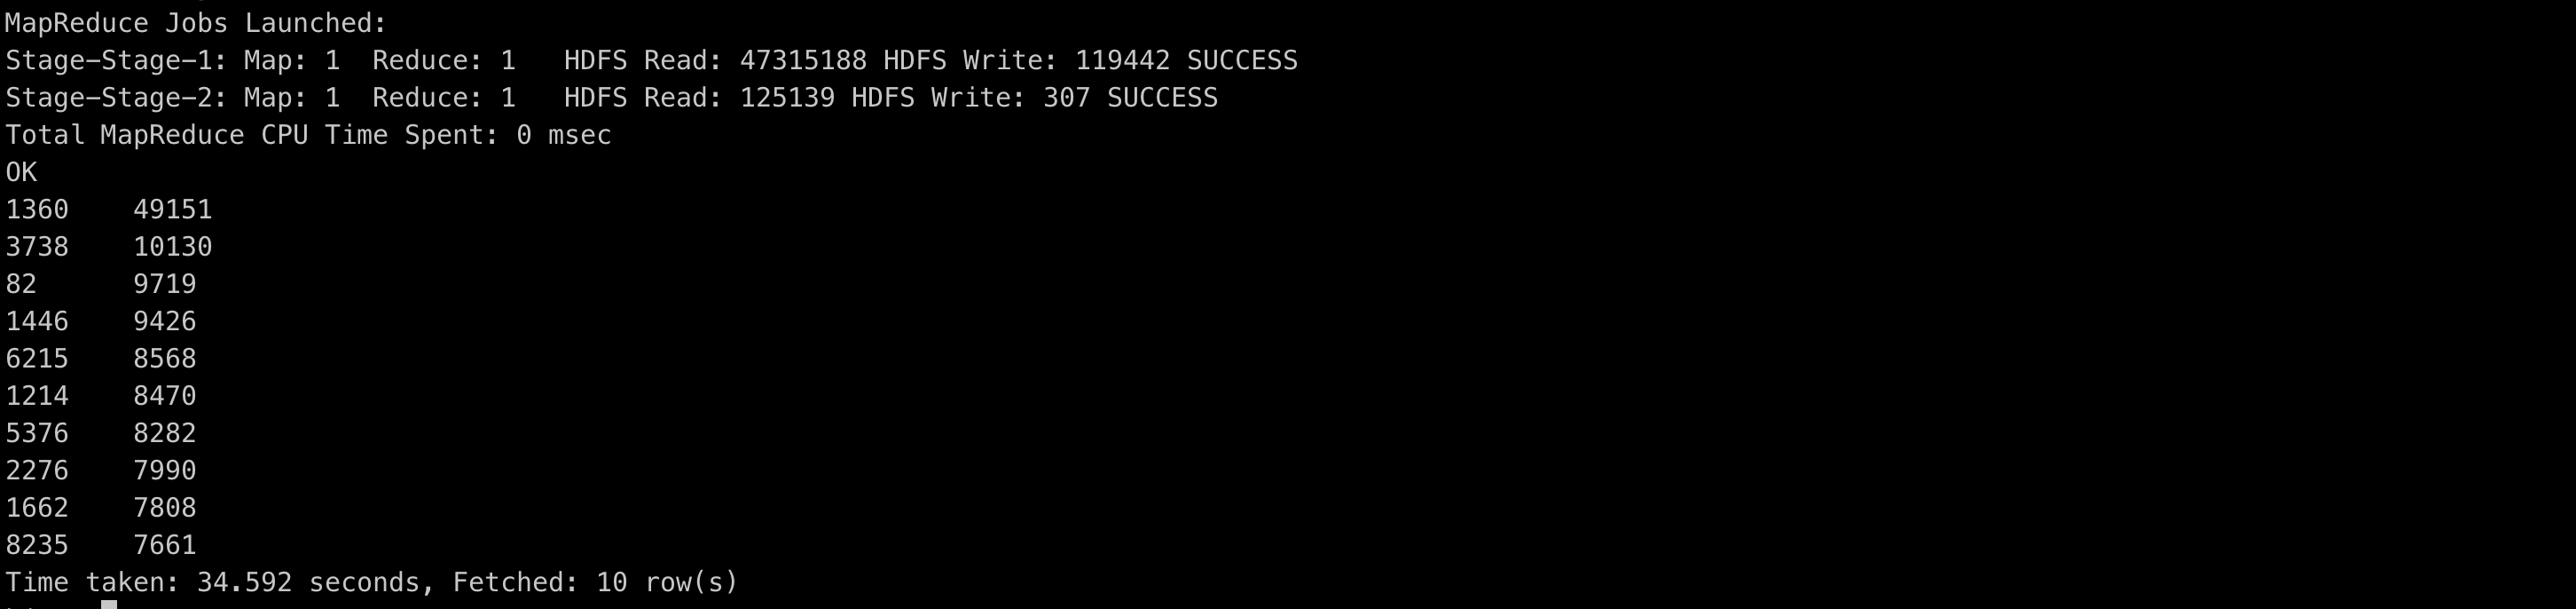 MapReduce Jobs Launched:
Stage-Stage-1: Map: 1  Reduce: 1   HDFS Read: 47315188 HDFS Write: 119442 SUCCESS
Stage-Stage-2: Map: 1  Reduce: 1   HDFS Read: 125139 HDFS Write: 307 SUCCESS
Total MapReduce CPU Time Spent: 0 msec
OK
1360    49151
3738    10130
82      9719
1446    9426
6215    8568
1214    8470
5376    8282
2276    7990
1662    7808
8235    7661
Time taken: 34.592 seconds, Fetched: 10 row(s)